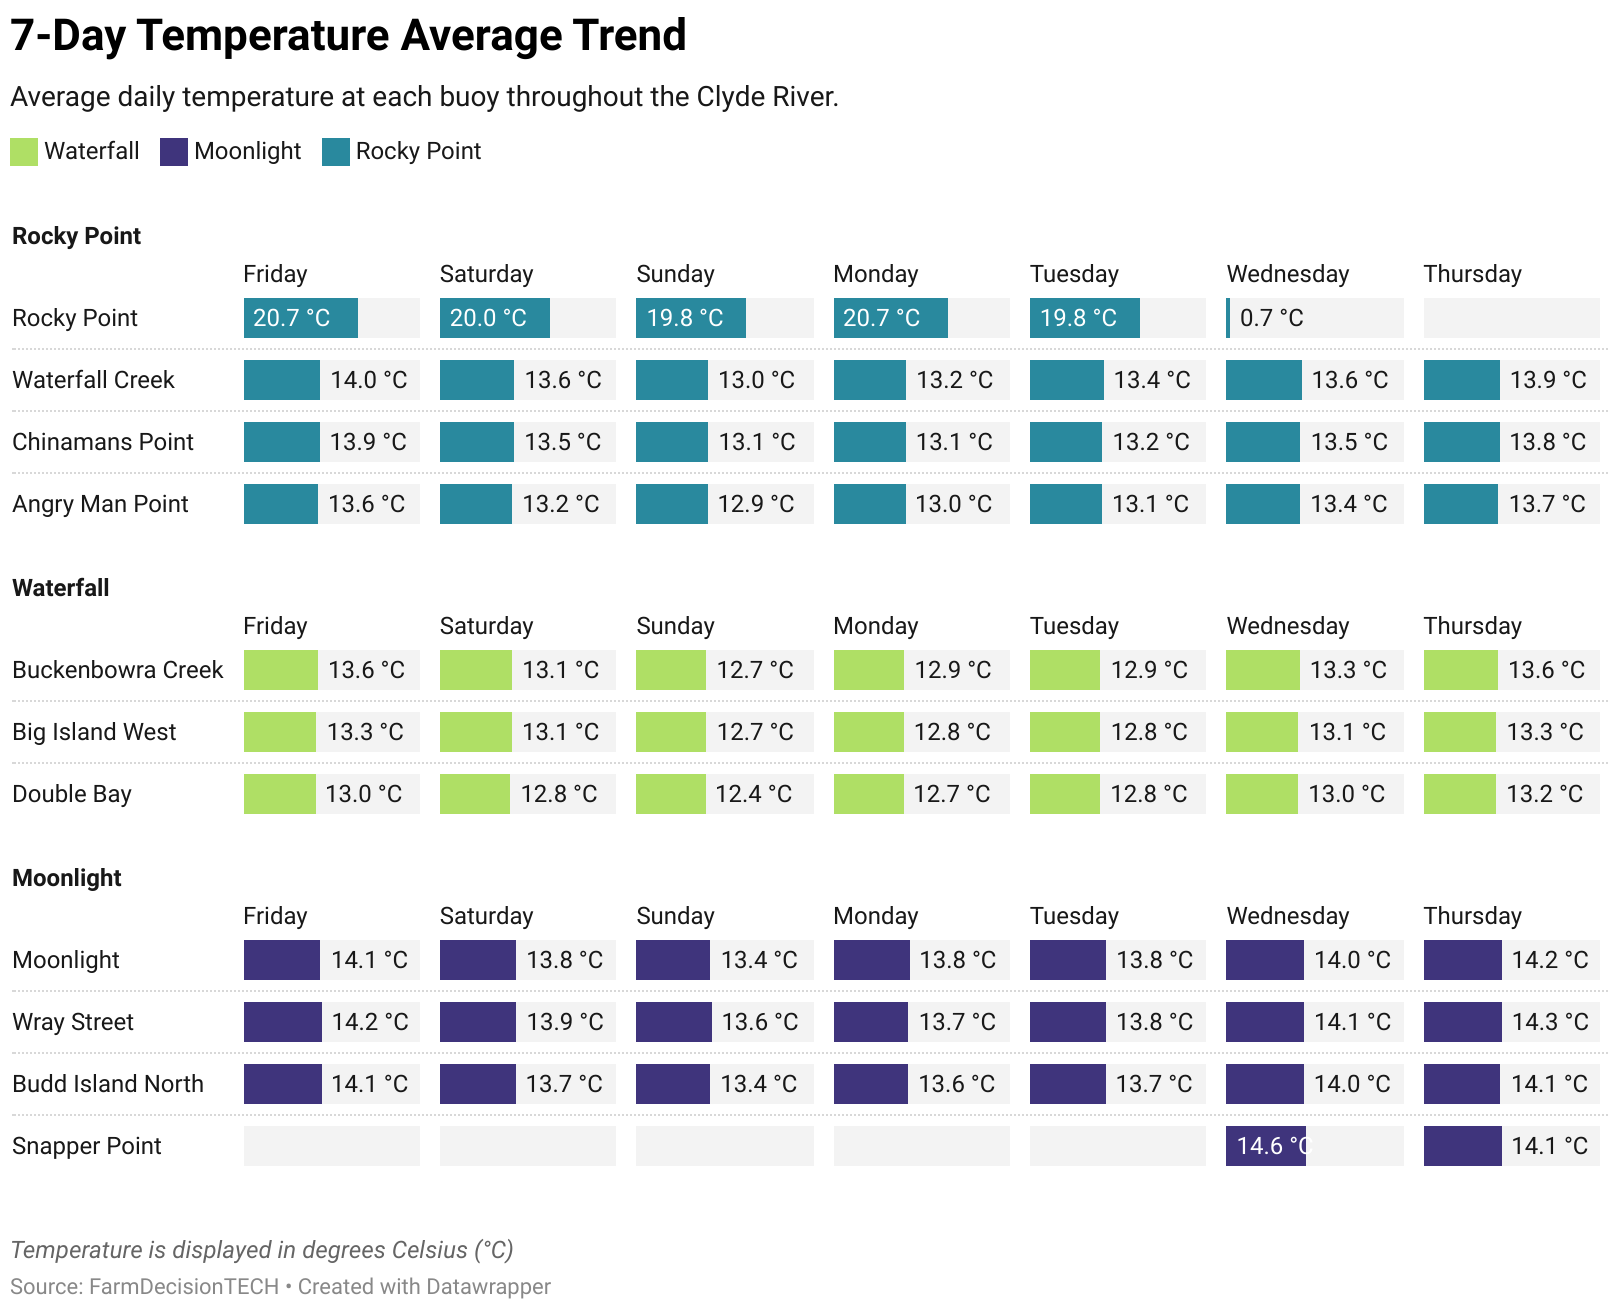 7-Day Temperature Average Trend
Average daily temperature at each buoy throughout the Clyde River.
Waterfall Moonlight Rocky Point
Rocky Point
Friday Saturday Sunday Monday Tuesday Wednesday Thursday
Rocky Point 20.7 °C 20.0 °C 19.8 °C 20.7 °C 19.8 °C 0.7 °C
Waterfall Creek 14.0 °C 13.6 °C 13.0 °C 13.2 °C 13.4 °C 13.6 °C 13.9 °C
Chinamans Point 13.9 °C 13.5 °C 13.1 °C 13.1 °C 13.2 °C 13.5 °C 13.8 °C
Angry Man Point 13.6 °C 13.2 °C 12.9 °C 13.0 °C 13.1 °C 13.4 °C 13.7 °C
Waterfall
Friday Saturday Sunday Monday Tuesday Wednesday Thursday
Buckenbowra Creek 13.6 °C 13.1 °C 12.7 °C 12.9 °C 12.9 °C 13.3 °C 13.6 °C
Big Island West 13.3 °C 13.1 °C 12.7 °C 12.8 °C 12.8 °C 13.1 °C 13.3 °C
Double Bay 13.0 °C 12.8 °C 12.4 °C 12.7 °C 12.8 °C 13.0 °C 13.2 °C
Moonlight
Friday Saturday Sunday Monday Tuesday Wednesday Thursday
Moonlight 14.1 °C 13.8 °C 13.4 °C 13.8 °C 13.8 °C 14.0 °C 14.2 °C
Wray Street 14.2 °C 13.9 °C 13.6 °C 13.7 °C 13.8 °C 14.1 °C 14.3 °C
Budd Island North 14.1 °C 13.7 °C 13.4 °C 13.6 °C 13.7 °C 14.0 °C 14.1 °C
Snapper Point 14.6 °C 14.1 °C
Temperature is displayed in degrees Celsius (°C)
Source: FarmDecisionTECH • Created with Datawrapper